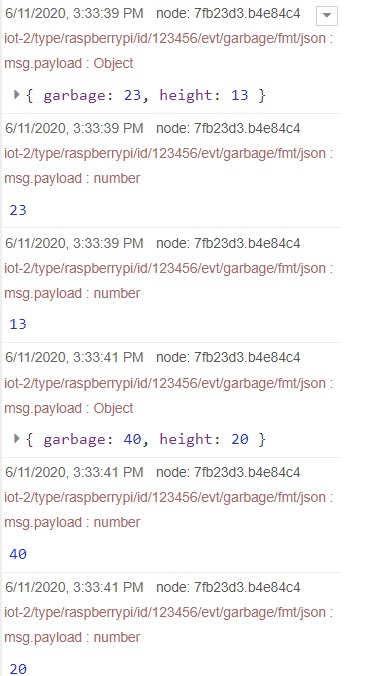 6/11/2020, 3:33:39 PM node: 7fb23d3.b4e84c4
iot-2/type/raspberrypi/id/123456/evt/garbage/fmt/json :
msg.payload : Object
{ garbage: 23, height: 13 }
6/11/2020, 3:33:39 PM node: 7fb23d3.b4e84c4
iot-2/type/raspberrypi/id/123456/evt/garbage/fmt/json :
msg.payload : number
23
6/11/2020, 3:33:39 PM node: 7fb23d3.b4e84c4
iot-2/type/raspberrypi/id/123456/evt/garbage/fmt/json :
msg.payload : number
13
6/11/2020, 3:33:41 PM node: 7fb23d3.b4e84c4
iot-2/type/raspberrypi/id/123456/evt/garbage/fmt/json :
msg.payload : Object
{ garbage: 40, height: 20 }
6/11/2020, 3:33:41 PM node: 7fb23d3.b4e84c4
iot-2/type/raspberrypi/id/123456/evt/garbage/fmt/json :
msg.payload : number
40
6/11/2020, 3:33:41 PM node: 7fb23d3.b4e84c4
iot-2/type/raspberrypi/id/123456/evt/garbage/fmt/json :
msg.payload : number
20